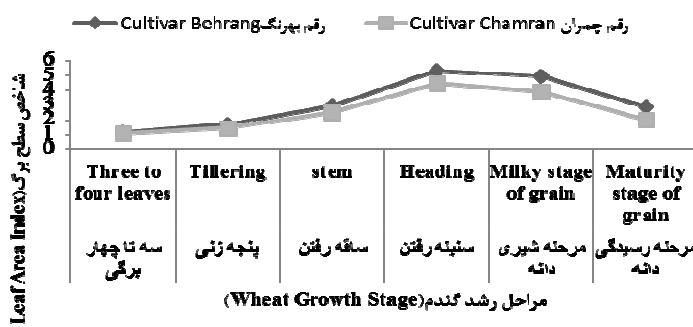 Cultivar Behrang رقم بهرنگ
Cultivar Chamran رقم چمران
شاخص سطح برگ(Leaf Area Index)
6
5
4
3
2
1
0
Three to four leaves
Tillering
stem
Heading
Milky stage of grain
Maturity stage of grain
سه تا چهار برگی
پنجه زنی
ساقه رفتن
سنبله رفتن
مرحله شیری دانه
مرحله رسیدگی دانه
مراحل رشد گندم(Wheat Growth Stage)